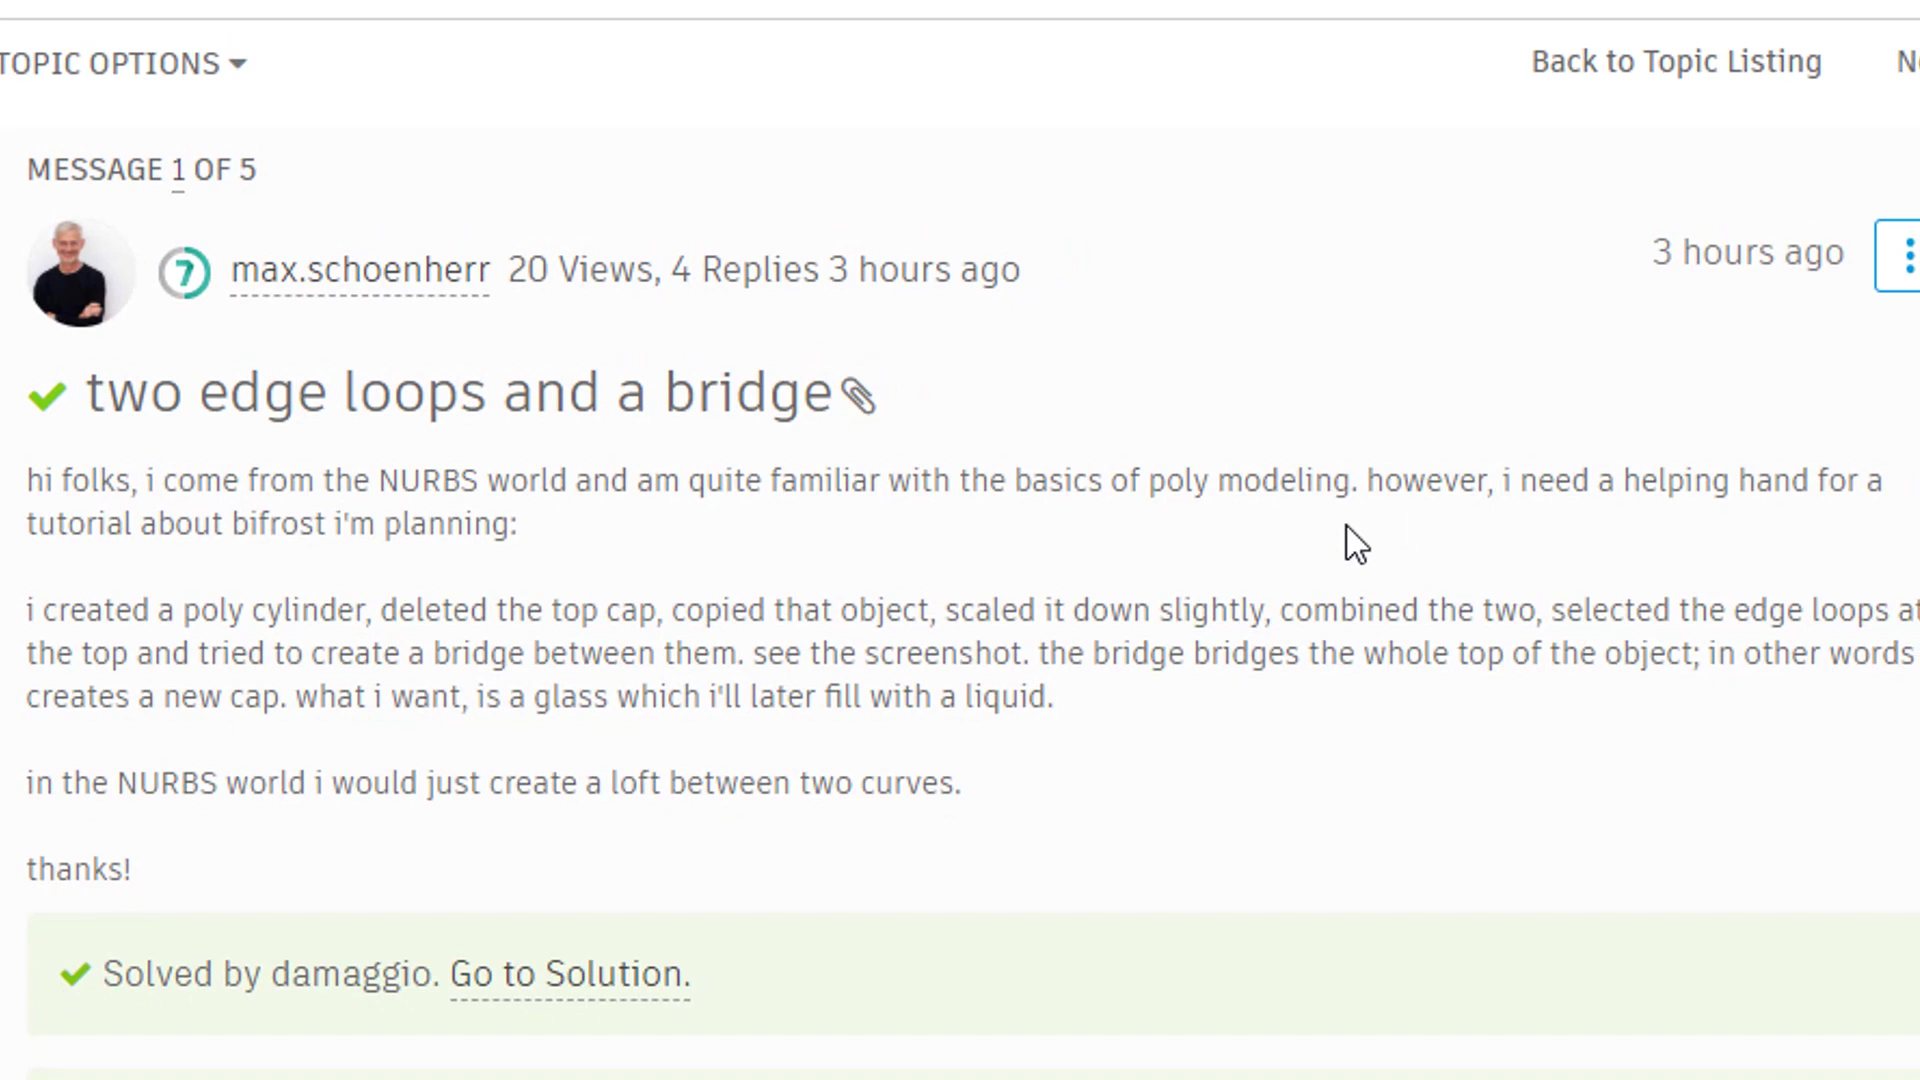 TOPIC OPTIONS
Back to Topic Listing
MESSAGE 1 OF 5
7 max.schoenherr 20 Views, 4 Replies 3 hours ago
3 hours ago
two edge loops and a bridge
hi folks, i come from the NURBS world and am quite familiar with the basics of poly modeling. however, i need a helping hand for a
tutorial about bifrost i'm planning:
i created a poly cylinder, deleted the top cap, copied that object, scaled it down slightly, combined the two, selected the edge loops at
the top and tried to create a bridge between them. see the screenshot. the bridge bridges the whole top of the object; in other words
creates a new cap. what i want, is a glass which i'll later fill with a liquid.
in the NURBS world i would just create a loft between two curves.
thanks!
Solved by damaggio. Go to Solution.